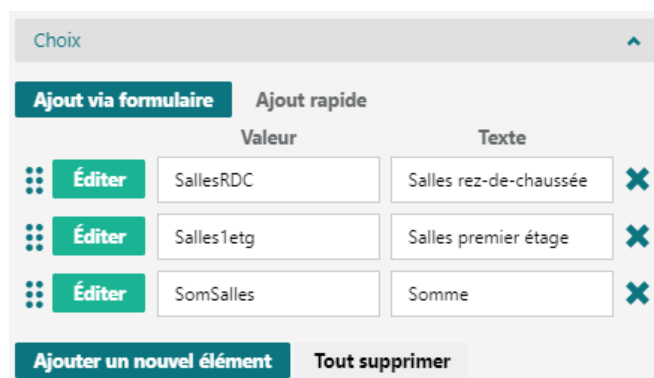 Choix
Ajout via formulaire Ajout rapide
Valeur Texte
Éditer SallesRDC Salles rez-de-chaussée
Éditer Salles1etg Salles premier étage
Éditer SomSalles Somme
Ajouter un nouvel élément Tout supprimer